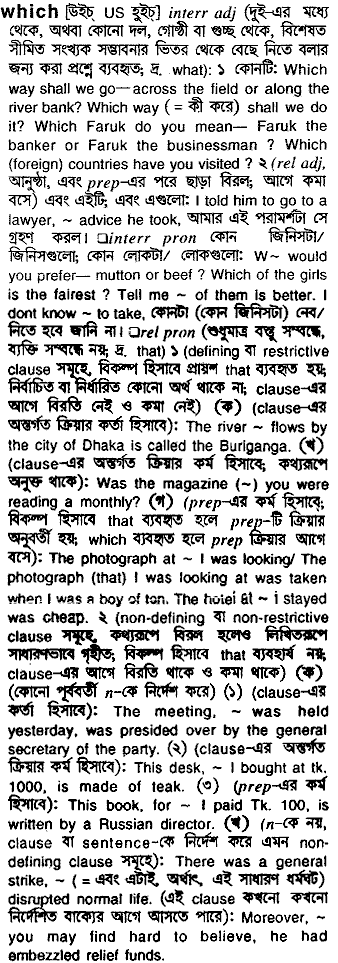 which [উইচ্ US হুইচ্] interr adj (দুই-এর মধ্যে
থেকে, অথবা কোনো দল, গোষ্ঠী বা গুচ্ছ থেকে, বিশেষত
সীমিত সংখ্যক সম্ভাবনার ভিতর থেকে বেছে নিতে বলার
জন্য করা প্রশ্নে ব্যবহৃত; দ্র. what): ১ কোনটি: Which
way shall we go—across the field or along the
river bank? Which way ( = কী করে) shall we do
it? Which Faruk do you mean— Faruk the
banker or Faruk the businessman ? Which
(foreign) countries have you visited ? ২ (rel adj,
আনুষ্ঠা, এবং prep-এর পরে ছাড়া বিরল; আগে কমা
বসে) এবং এইটি; এবং এগুলো: I told him to go to a
lawyer, ~ advice he took, আমার এই পরামর্শটা সে
গ্রহণ করল। ❑interr pron কোন জিনিসটা/
জিনিসগুলো; কোন লোকটা/ লোকগুলো: W~ would
you prefer— mutton or beef ? Which of the girls
is the fairest ? Tell me ~ of them is better. I
dont know ~ to take, কোনটা (কোন জিনিসটা) নেব/
নিতে হবে জানি না। ❑rel pron (শুধুমাত্র বস্তু সম্বন্ধে,
ব্যক্তি সম্বন্ধে নয়; দ্র. that) ১ (defining বা restrictive
clause সমূহে, বিকল্প হিসাবে প্রায়শ that ব্যবহৃত হয়;
নির্বাচিত বা নির্ধারিত কোনো অর্থ থাকে না; clause-এর
আগে বিরতি নেই ও কমা নেই) (ক) (clause-এর
অন্তর্গত ক্রিয়ার কর্তা হিসাবে): The river ~ flows by
the city of Dhaka is called the Buriganga. (খ)
(clause-এর অন্তর্গত ক্রিয়ার কর্ম হিসাবে; কথ্যরূপে
অনুক্ত থাকে): Was the magazine (~) you were
reading a monthly? (গ) (prep-এর কর্ম হিসাবে;
বিকল্প হিসাবে that ব্যবহৃত হলে prep-টি ক্রিয়ার
অনুবর্তী হয়; which ব্যবহৃত হলে prep ক্রিয়ার আগে
বসে): The photograph at ~ I was looking/ The
photograph (that) I was looking at was taken
when I was a boy of ten. The hotel at ~ I stayed
was cheap. ২ (non-defining বা non-restrictive
clause সমূহে, কথ্যরূপে বিরল হলেও লিখিতরূপে
সাধারণভাবে গৃহীত; বিকল্প হিসাবে that ব্যবহার্য নয়;
clause-এর আগে বিরতি থাকে ও কমা থাকে) (ক)
(কোনো পূর্ববর্তী n-কে নির্দেশ করে) (১) (clause-এর
কর্তা হিসাবে): The meeting, ~ was held
yesterday, was presided over by the general
secretary of the party. (২) (clause-এর অন্তর্গত
ক্রিয়ার কর্ম হিসাবে): This desk, ~ I bought at tk.
1000, is made of teak. (৩) (prep-এর কর্ম
হিসাবে): This book, for ~ I paid Tk. 100, is
written by a Russian director. (খ) (n-কে নয়,
clause বা sentence-কে নির্দেশ করে এমন non-
defining clause সমূহে): There was a general
strike, ~ ( = এবং এটাই, অর্থাৎ, এই সাধারণ ধর্মঘট)
disrupted normal life. (এই clause কখনো কখনো
নির্দেশিত বাক্যের আগে আসতে পারে): Moreover, ~
you may find hard to believe, he had
embezzled relief funds.